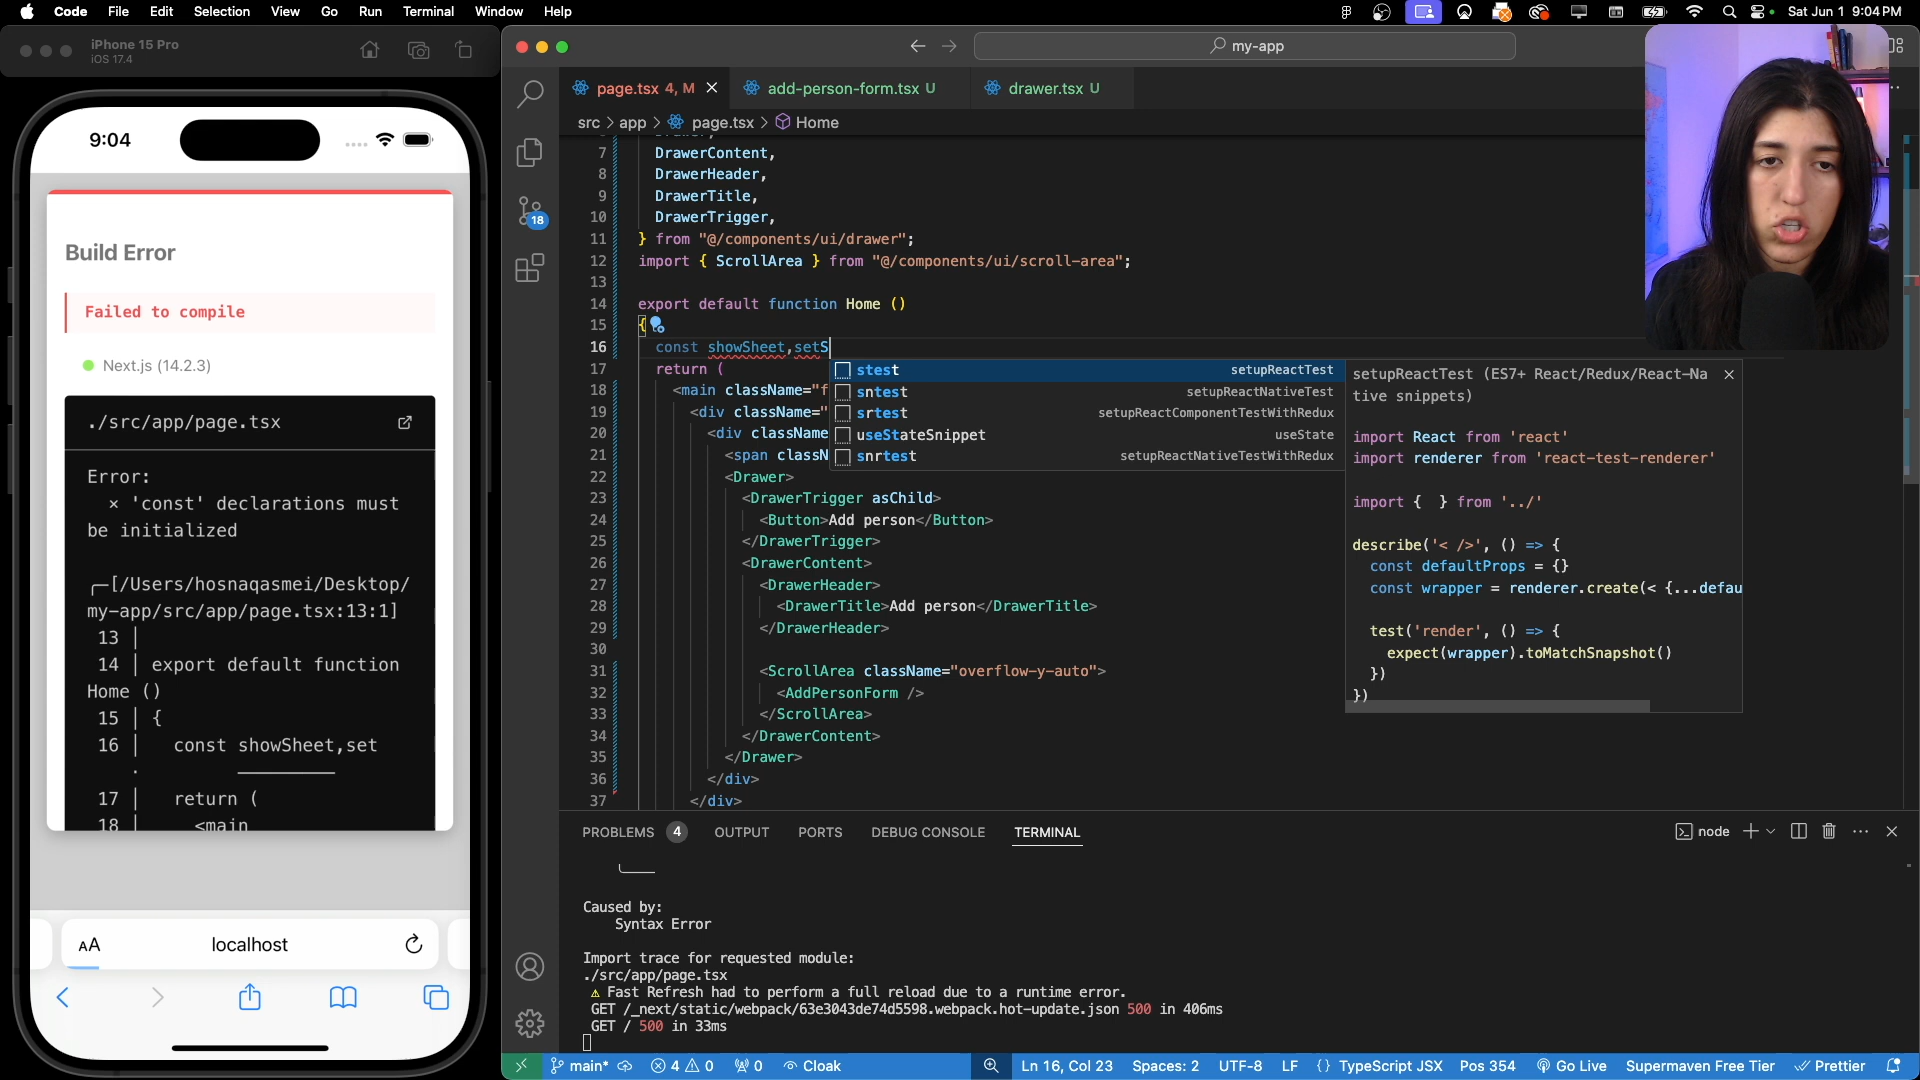 Code File Edit Selection View Go Run Terminal Window Help
Sat Jun 1 9:04 PM
iPhone 15 Pro
iOS 17.4
9:04
Build Error
Failed to compile
Next.js (14.2.3)
./src/app/page.tsx
Error:
× 'const' declarations must
be initialized
╭─[/Users/hosnaqasmei/Desktop/
my-app/src/app/page.tsx:13:1]
13 │
14 │ export default function
Home ()
15 │ {
16 │ const showSheet,set
· ─────────
17 │ return (
18 │ <main
AA localhost
my-app
page.tsx 4, M
add-person-form.tsx U
drawer.tsx U
src > app > page.tsx > Home
18
7 DrawerContent,
8 DrawerHeader,
9 DrawerTitle,
10 DrawerTrigger,
11 } from "@/components/ui/drawer";
12 import { ScrollArea } from "@/components/ui/scroll-area";
13
14 export default function Home ()
15 {
16 const showSheet,setS
17 return (
18 <main className="f
19 <div className="
20 <div className
21 <span classN
22 <Drawer>
23 <DrawerTrigger asChild>
24 <Button>Add person</Button>
25 </DrawerTrigger>
26 <DrawerContent>
27 <DrawerHeader>
28 <DrawerTitle>Add person</DrawerTitle>
29 </DrawerHeader>
30
31 <ScrollArea className="overflow-y-auto">
32 <AddPersonForm />
33 </ScrollArea>
34 </DrawerContent>
35 </Drawer>
36 </div>
37 </div>
stest setupReactTest
sntest setupReactNativeTest
srtest setupReactComponentTestWithRedux
useStateSnippet useState
snrtest setupReactNativeTestWithRedux
setupReactTest (ES7+ React/Redux/React-Na
tive snippets)
import React from 'react'
import renderer from 'react-test-renderer'
import { } from '../'
describe('< />', () => {
const defaultProps = {}
const wrapper = renderer.create(< {...defau
test('render', () => {
expect(wrapper).toMatchSnapshot()
})
})
PROBLEMS 4 OUTPUT PORTS DEBUG CONSOLE TERMINAL
node
Caused by:
Syntax Error
Import trace for requested module:
./src/app/page.tsx
⚠ Fast Refresh had to perform a full reload due to a runtime error.
GET /_next/static/webpack/63e3043de74d5598.webpack.hot-update.json 500 in 406ms
GET / 500 in 33ms
main* 4 0 0 Cloak
Ln 16, Col 23 Spaces: 2 UTF-8 LF {} TypeScript JSX Pos 354 Go Live Supermaven Free Tier Prettier